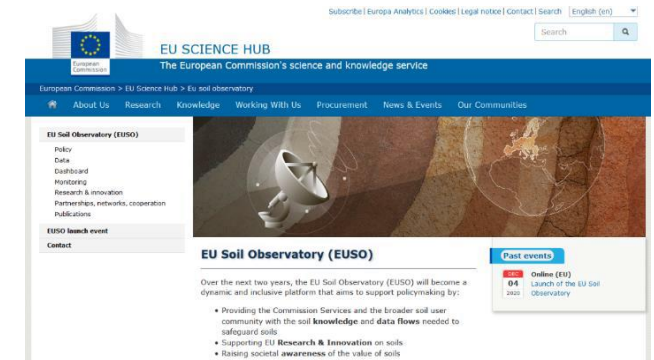 Subscribe | Europa Analytics | Cookies | Legal notice | Contact | Search English (en)
Search
European
Commission
EU SCIENCE HUB
The European Commission's science and knowledge service
European Commission > EU Science Hub > Eu soil observatory
About Us Research Knowledge Working With Us Procurement News & Events Our Communities
EU Soil Observatory (EUSO)
Policy
Data
Dashboard
Monitoring
Research & innovation
Partnerships, networks, cooperation
Publications
EUSO launch event
Contact
EU Soil Observatory (EUSO)
Over the next two years, the EU Soil Observatory (EUSO) will become a
dynamic and inclusive platform that aims to support policymaking by:
• Providing the Commission Services and the broader soil user
community with the soil knowledge and data flows needed to
safeguard soils
• Supporting EU Research & Innovation on soils
• Raising societal awareness of the value of soils
Past events
DEC
04
2020
Online (EU)
Launch of the EU Soil
Observatory